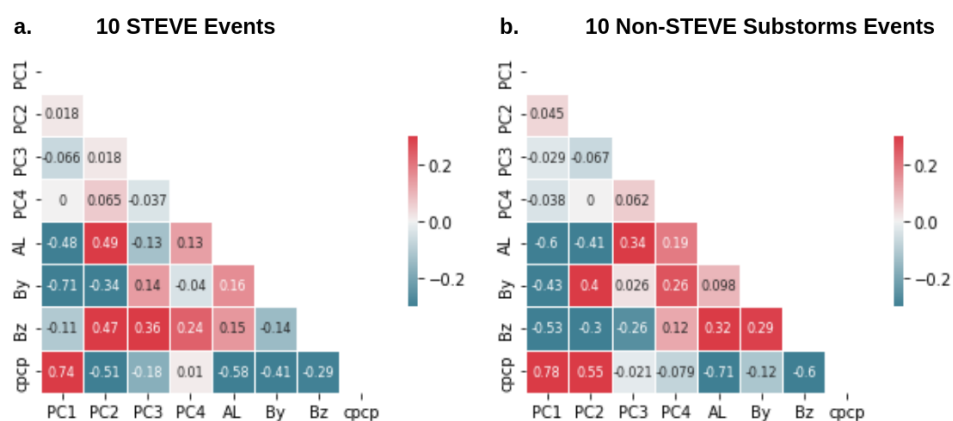 a. 10 STEVE Events
PC1
PC2 0.018
PC3 -0.066 0.018
PC4 0 0.065 -0.037
AL -0.48 0.49 -0.13 0.13
By -0.71 -0.34 0.14 -0.04 0.16
Bz -0.11 0.47 0.36 0.24 0.15 -0.14
cpcp 0.74 -0.51 -0.18 0.01 -0.58 -0.41 -0.29
PC1 PC2 PC3 PC4 AL By Bz cpcp
0.2
0.0
−0.2
b. 10 Non-STEVE Substorms Events
PC1
PC2 0.045
PC3 -0.029 -0.067
PC4 -0.038 0 0.062
AL -0.6 -0.41 0.34 0.19
By -0.43 0.4 0.026 0.26 0.098
Bz -0.53 -0.3 -0.26 0.12 0.32 0.29
cpcp 0.78 0.55 -0.021 -0.079 -0.71 -0.12 -0.6
PC1 PC2 PC3 PC4 AL By Bz cpcp
0.2
0.0
−0.2